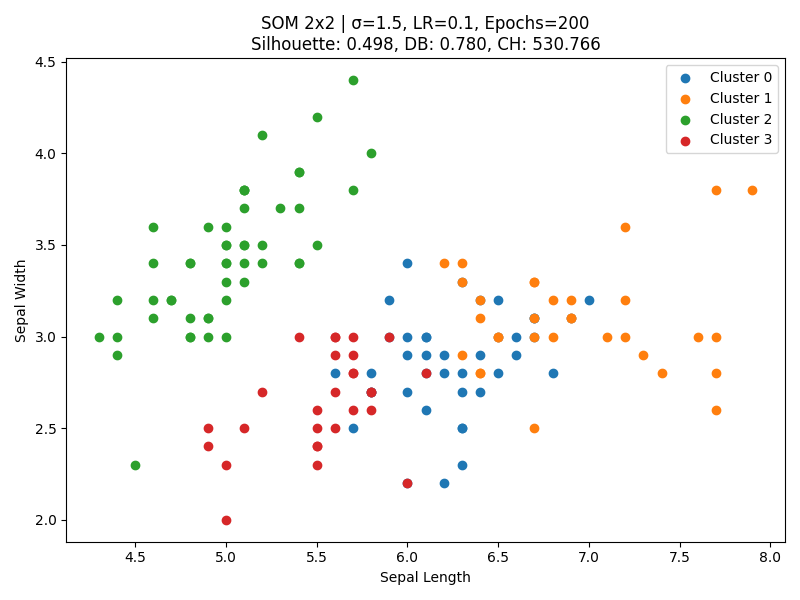 SOM 2x2 | σ=1.5, LR=0.1, Epochs=200
Silhouette: 0.498, DB: 0.780, CH: 530.766
Cluster 0
Cluster 1
Cluster 2
Cluster 3
Sepal Width
4.5
4.0
3.5
3.0
2.5
2.0
4.5 5.0 5.5 6.0 6.5 7.0 7.5 8.0
Sepal Length